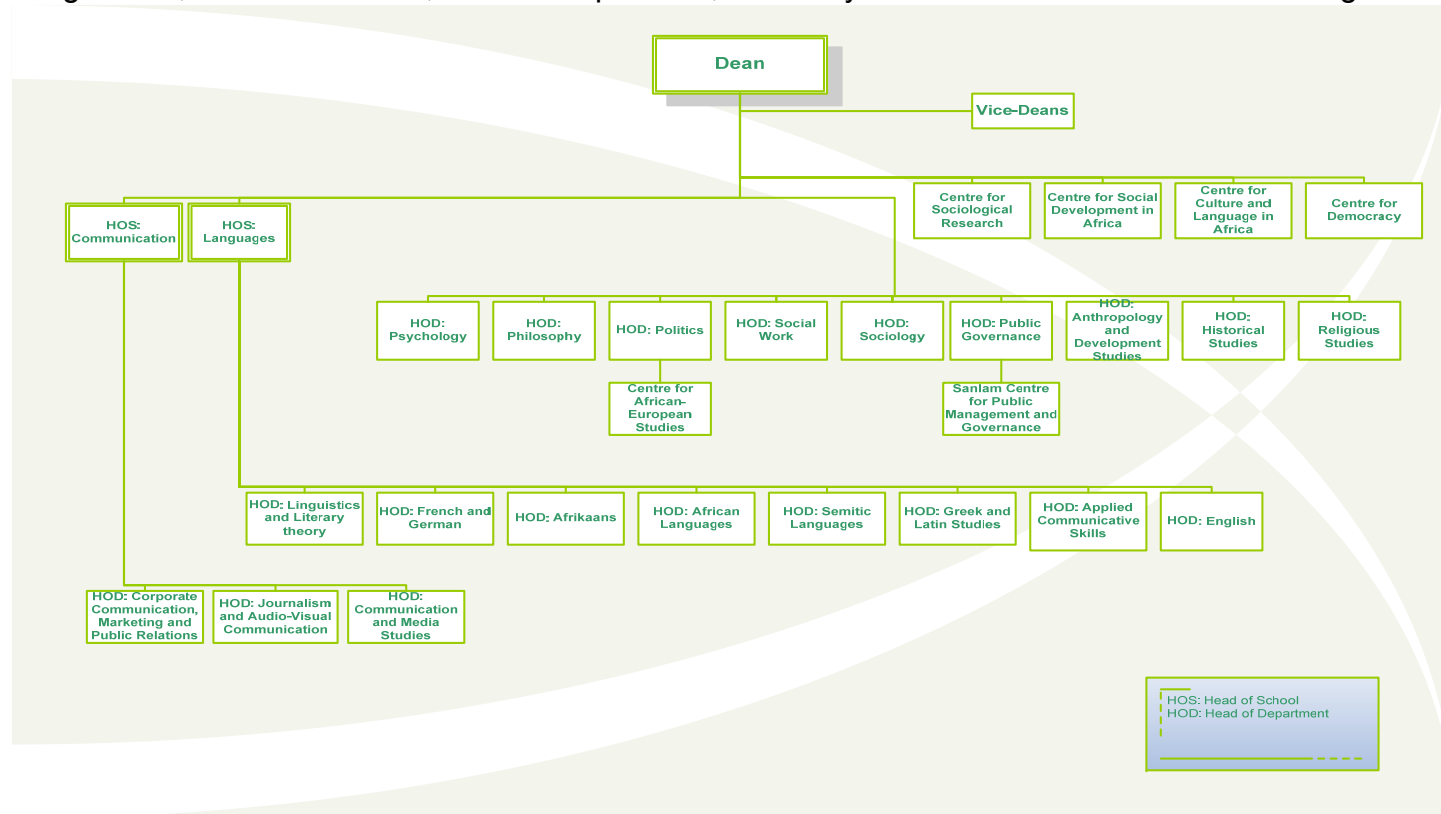 Dean
Vice-Deans
Centre for
Sociological
Research
Centre for Social
Development in
Africa
Centre for
Culture and
Language in
Africa
Centre for
Democracy
HOS:
Communication
HOS:
Languages
HOD:
Psychology
HOD:
Philosophy
HOD: Politics
HOD: Social
Work
HOD:
Sociology
HOD: Public
Governance
HOD:
Anthropology
and
Development
Studies
HOD:
Historical
Studies
HOD:
Religious
Studies
Centre for
African-
European
Studies
Sanlam Centre
for Public
Management and
Governance
HOD: Linguistics
and Literary
theory
HOD: French and
German
HOD: Afrikaans
HOD: African
Languages
HOD: Semitic
Languages
HOD: Greek and
Latin Studies
HOD: Applied
Communicative
Skills
HOD: English
HOD: Corporate
Communication,
Marketing and
Public Relations
HOD: Journalism
and Audio-Visual
Communication
HOD:
Communication
and Media
Studies
HOS: Head of School
HOD: Head of Department